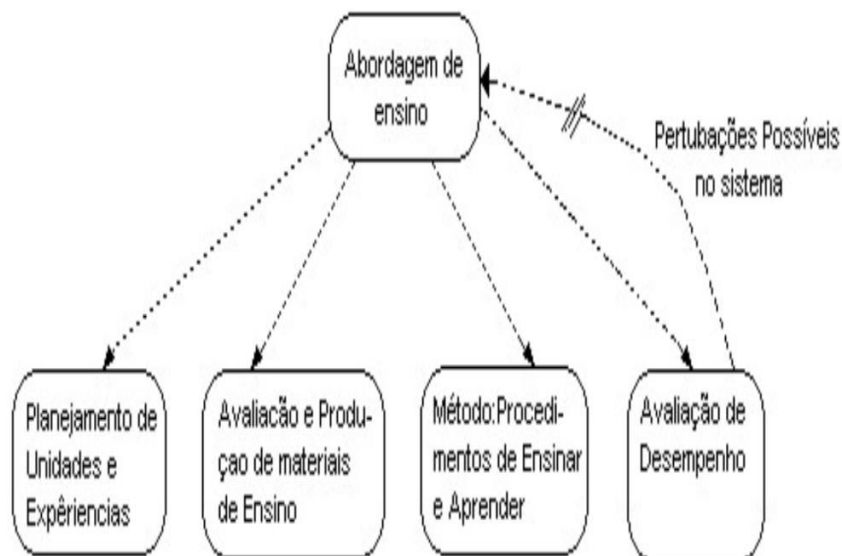 Abordagem de
ensino
Pertubações Possíveis
no sistema
Planejamento de
Unidades e
Expêriencias
Avaliacão e Produ-
çao de materiais
de Ensino
Método:Procedi-
mentos de Ensinar
e Aprender
Avaliação de
Desempenho